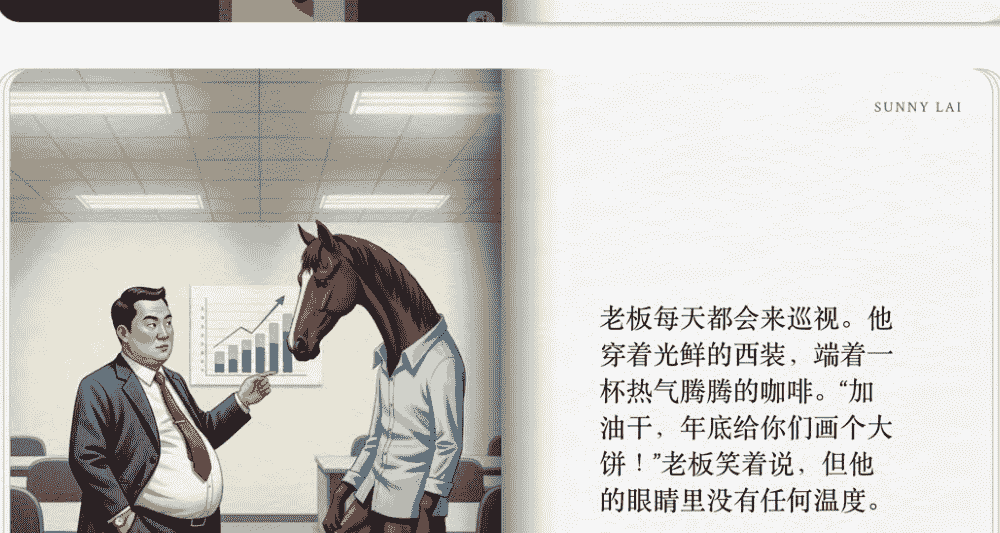 SUNNY LAI
老板每天都会来巡视。他
穿着光鲜的西装，端着一
杯热气腾腾的咖啡。“加
油干，年底给你们画个大
饼！”老板笑着说，但他
的眼睛里没有任何温度。